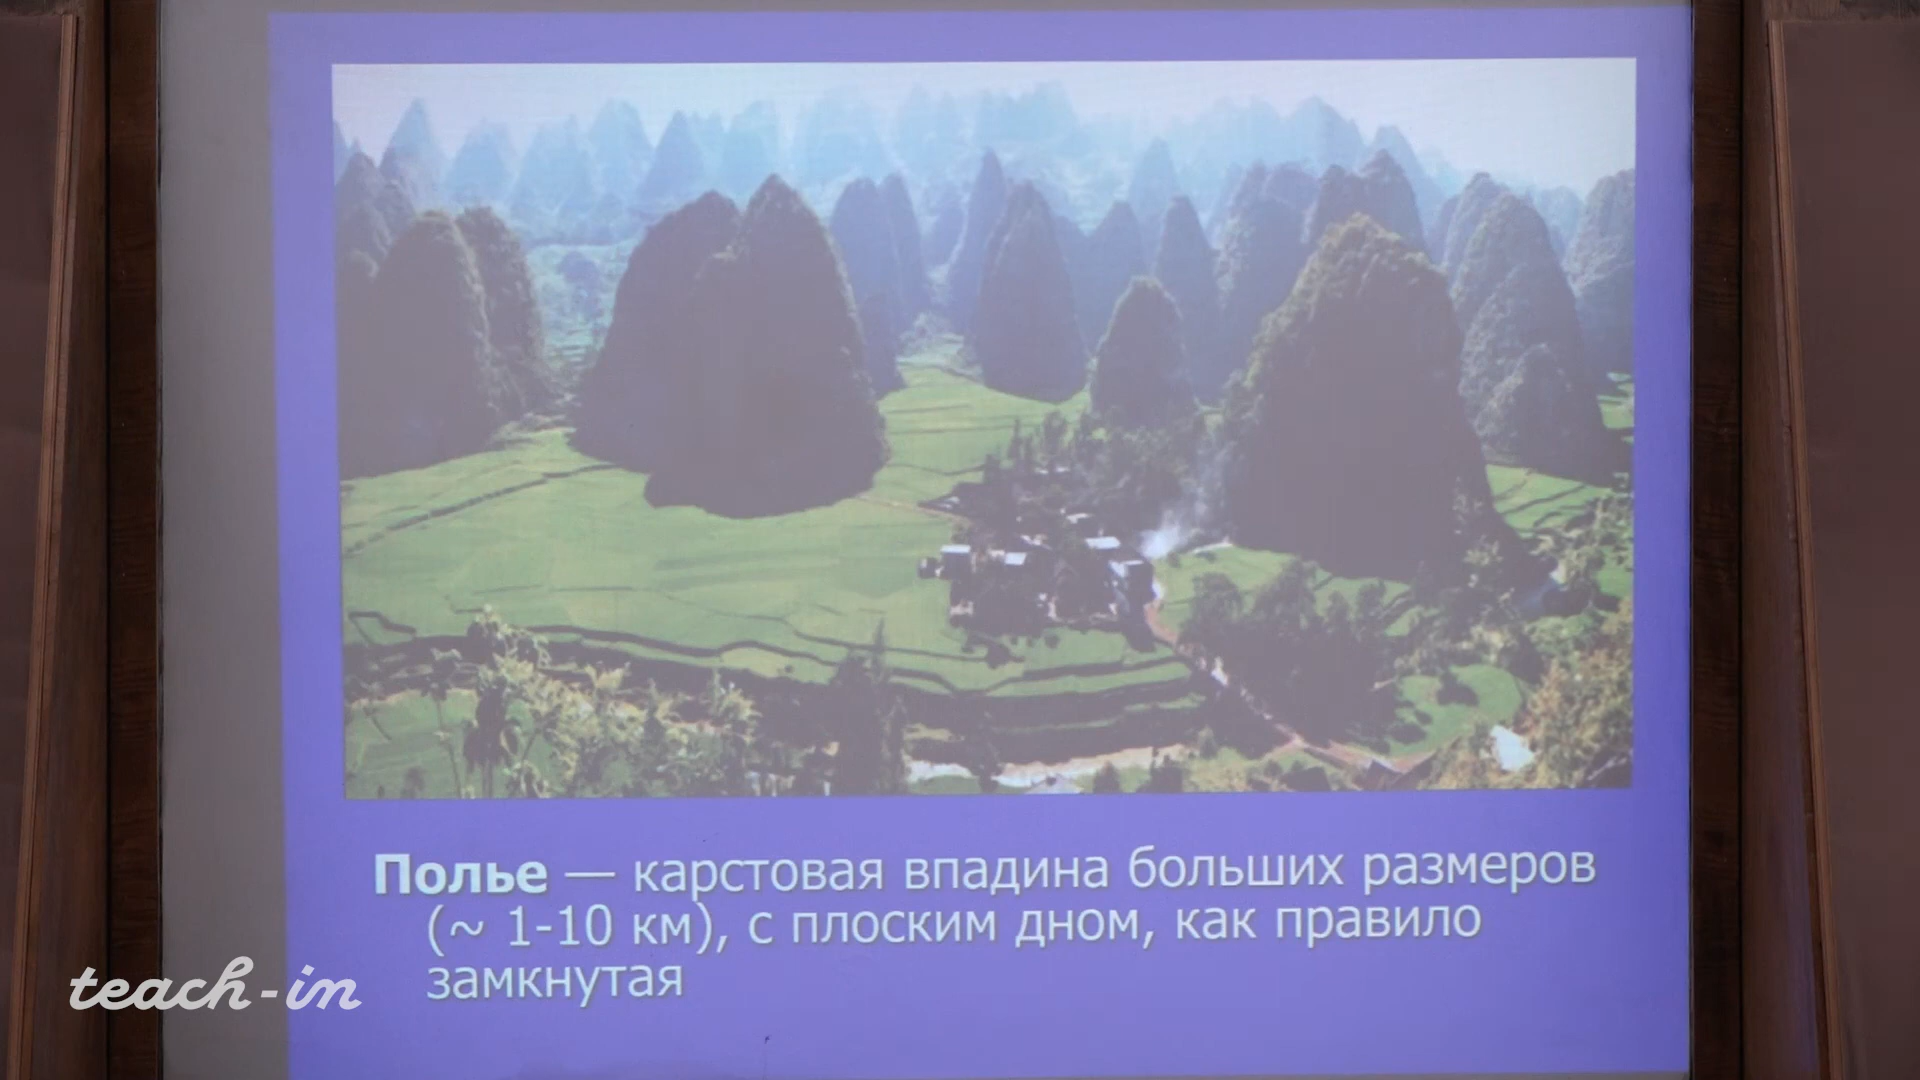 Полье — карстовая впадина больших размеров
(~ 1-10 км), с плоским дном, как правило
замкнутая
teach-in